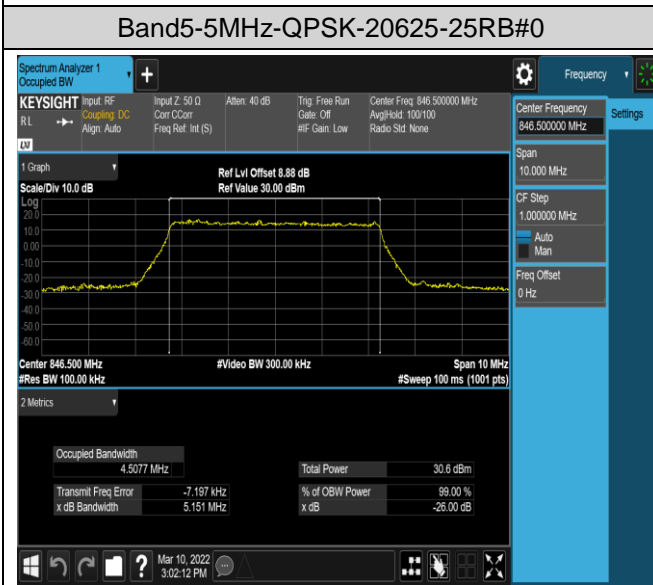 Band5-5MHz-QPSK-20625-25RB#0
Spectrum Analyzer 1
Occupied BW
Frequency
KEYSIGHT
RL
LXI
Input: RF
Coupling: DC
Align: Auto
Input Z: 50 Ω
Corr CCorr
Freq Ref: Int (S)
Atten: 40 dB
Trig: Free Run
Gate: Off
#IF Gain: Low
Center Freq: 846.500000 MHz
Avg|Hold: 100/100
Radio Std: None
Center Frequency
846.500000 MHz
Settings
Span
10.000 MHz
CF Step
1.000000 MHz
Auto
Man
Freq Offset
0 Hz
1 Graph
Scale/Div 10.0 dB
Ref Lvl Offset 8.88 dB
Ref Value 30.00 dBm
Log
20.0
10.0
0.00
-10.0
-20.0
-30.0
-40.0
-50.0
-60.0
Center 846.500 MHz
#Res BW 100.00 kHz
#Video BW 300.00 kHz
Span 10 MHz
#Sweep 100 ms (1001 pts)
2 Metrics
Occupied Bandwidth
4.5077 MHz
Total Power 30.6 dBm
Transmit Freq Error -7.197 kHz
% of OBW Power 99.00 %
x dB Bandwidth 5.151 MHz
x dB -26.00 dB
?
Mar 10, 2022
3:02:12 PM